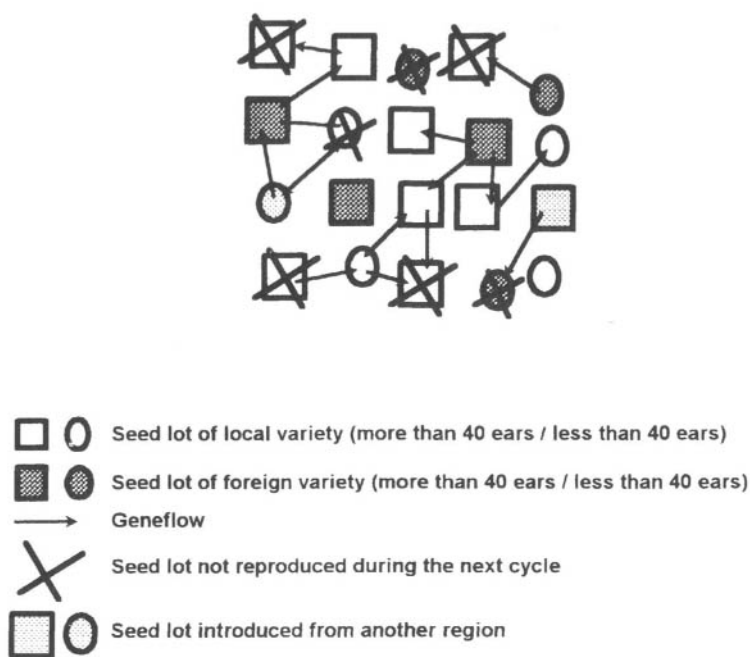 Seed lot of local variety (more than 40 ears / less than 40 ears)
Seed lot of foreign variety (more than 40 ears / less than 40 ears)
Geneflow
Seed lot not reproduced during the next cycle
Seed lot introduced from another region